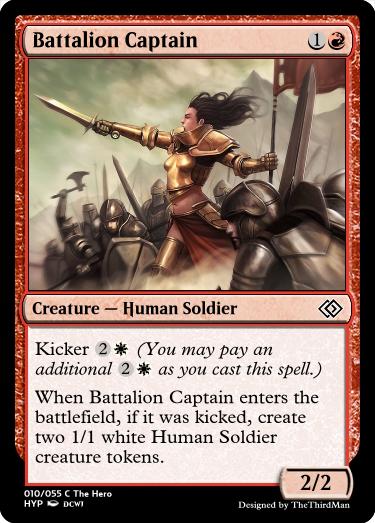 Battalion Captain 1
Creature — Human Soldier
Kicker 2 (You may pay an
additional 2 as you cast this spell.)
When Battalion Captain enters the
battlefield, if it was kicked, create
two 1/1 white Human Soldier
creature tokens.
2/2
010/055 C The Hero
HYP DCWJ
Designed by TheThirdMan